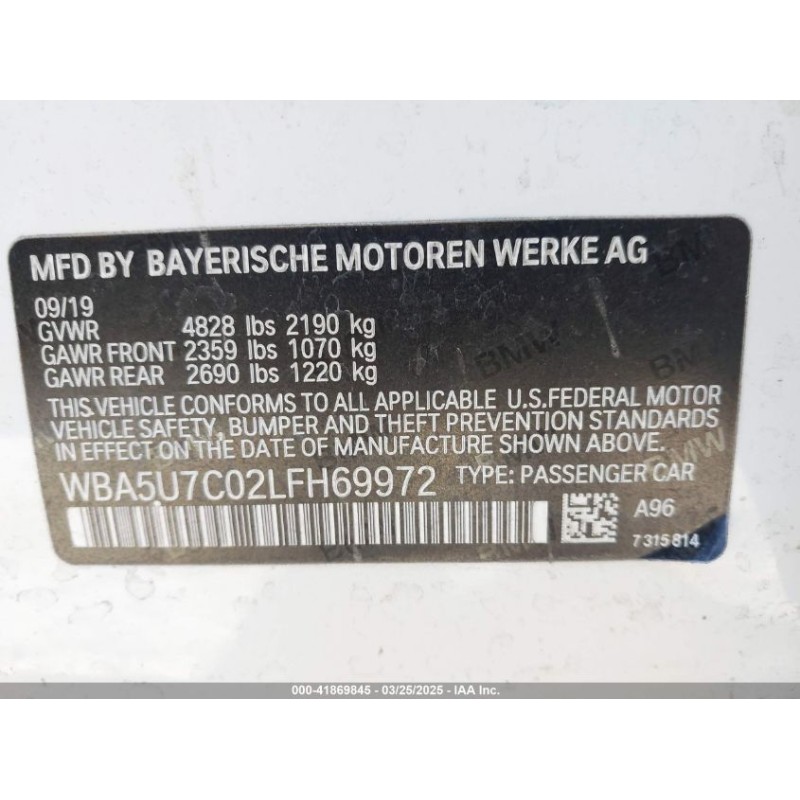 MFD BY BAYERISCHE MOTOREN WERKE AG
09/19
GVWR 4828 lbs 2190 kg
GAWR FRONT 2359 lbs 1070 kg
GAWR REAR 2690 lbs 1220 kg
THIS VEHICLE CONFORMS TO ALL APPLICABLE U.S.FEDERAL MOTOR
VEHICLE SAFETY, BUMPER AND THEFT PREVENTION STANDARDS
IN EFFECT ON THE DATE OF MANUFACTURE SHOWN ABOVE.
WBA5U7C02LFH69972 TYPE: PASSENGER CAR
A96
7315814
BMW
000-41869845 - 03/25/2025 - IAA Inc.